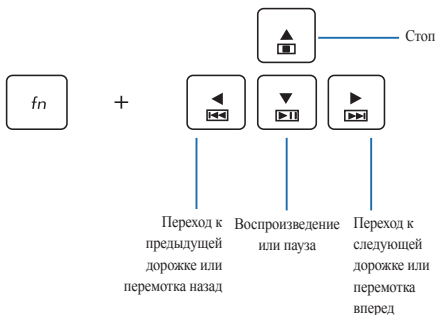 Стоп
fn
+
Переход к
предыдущей
дорожке или
перемотка назад
Воспроизведение
или пауза
Переход к
следующей
дорожке или
перемотка
вперед